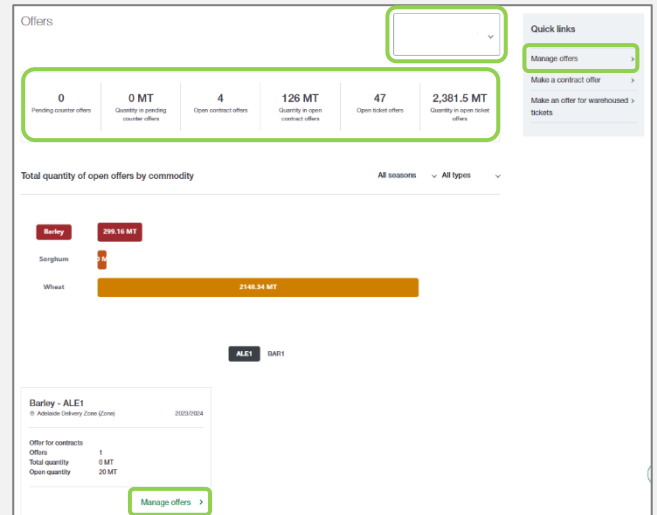 Offers
Quick links
Manage offers
Make a contract offer
Make an offer for warehoused
tickets
0
Pending counter offers
0 MT
Quantity in pending
counter offers
4
Open contract offers
126 MT
Quantity in open
contract offers
47
Open ticket offers
2,381.5 MT
Quantity in open ticket
offers
Total quantity of open offers by commodity
All seasons
All types
Barley
299.16 MT
Sorghum
Wheat
2148.34 MT
ALE1
BAR1
Barley - ALE1
Adelaide Delivery Zone (Zone)
2023/2024
Offer for contracts
Offers 1
Total quantity 0 MT
Open quantity 20 MT
Manage offers